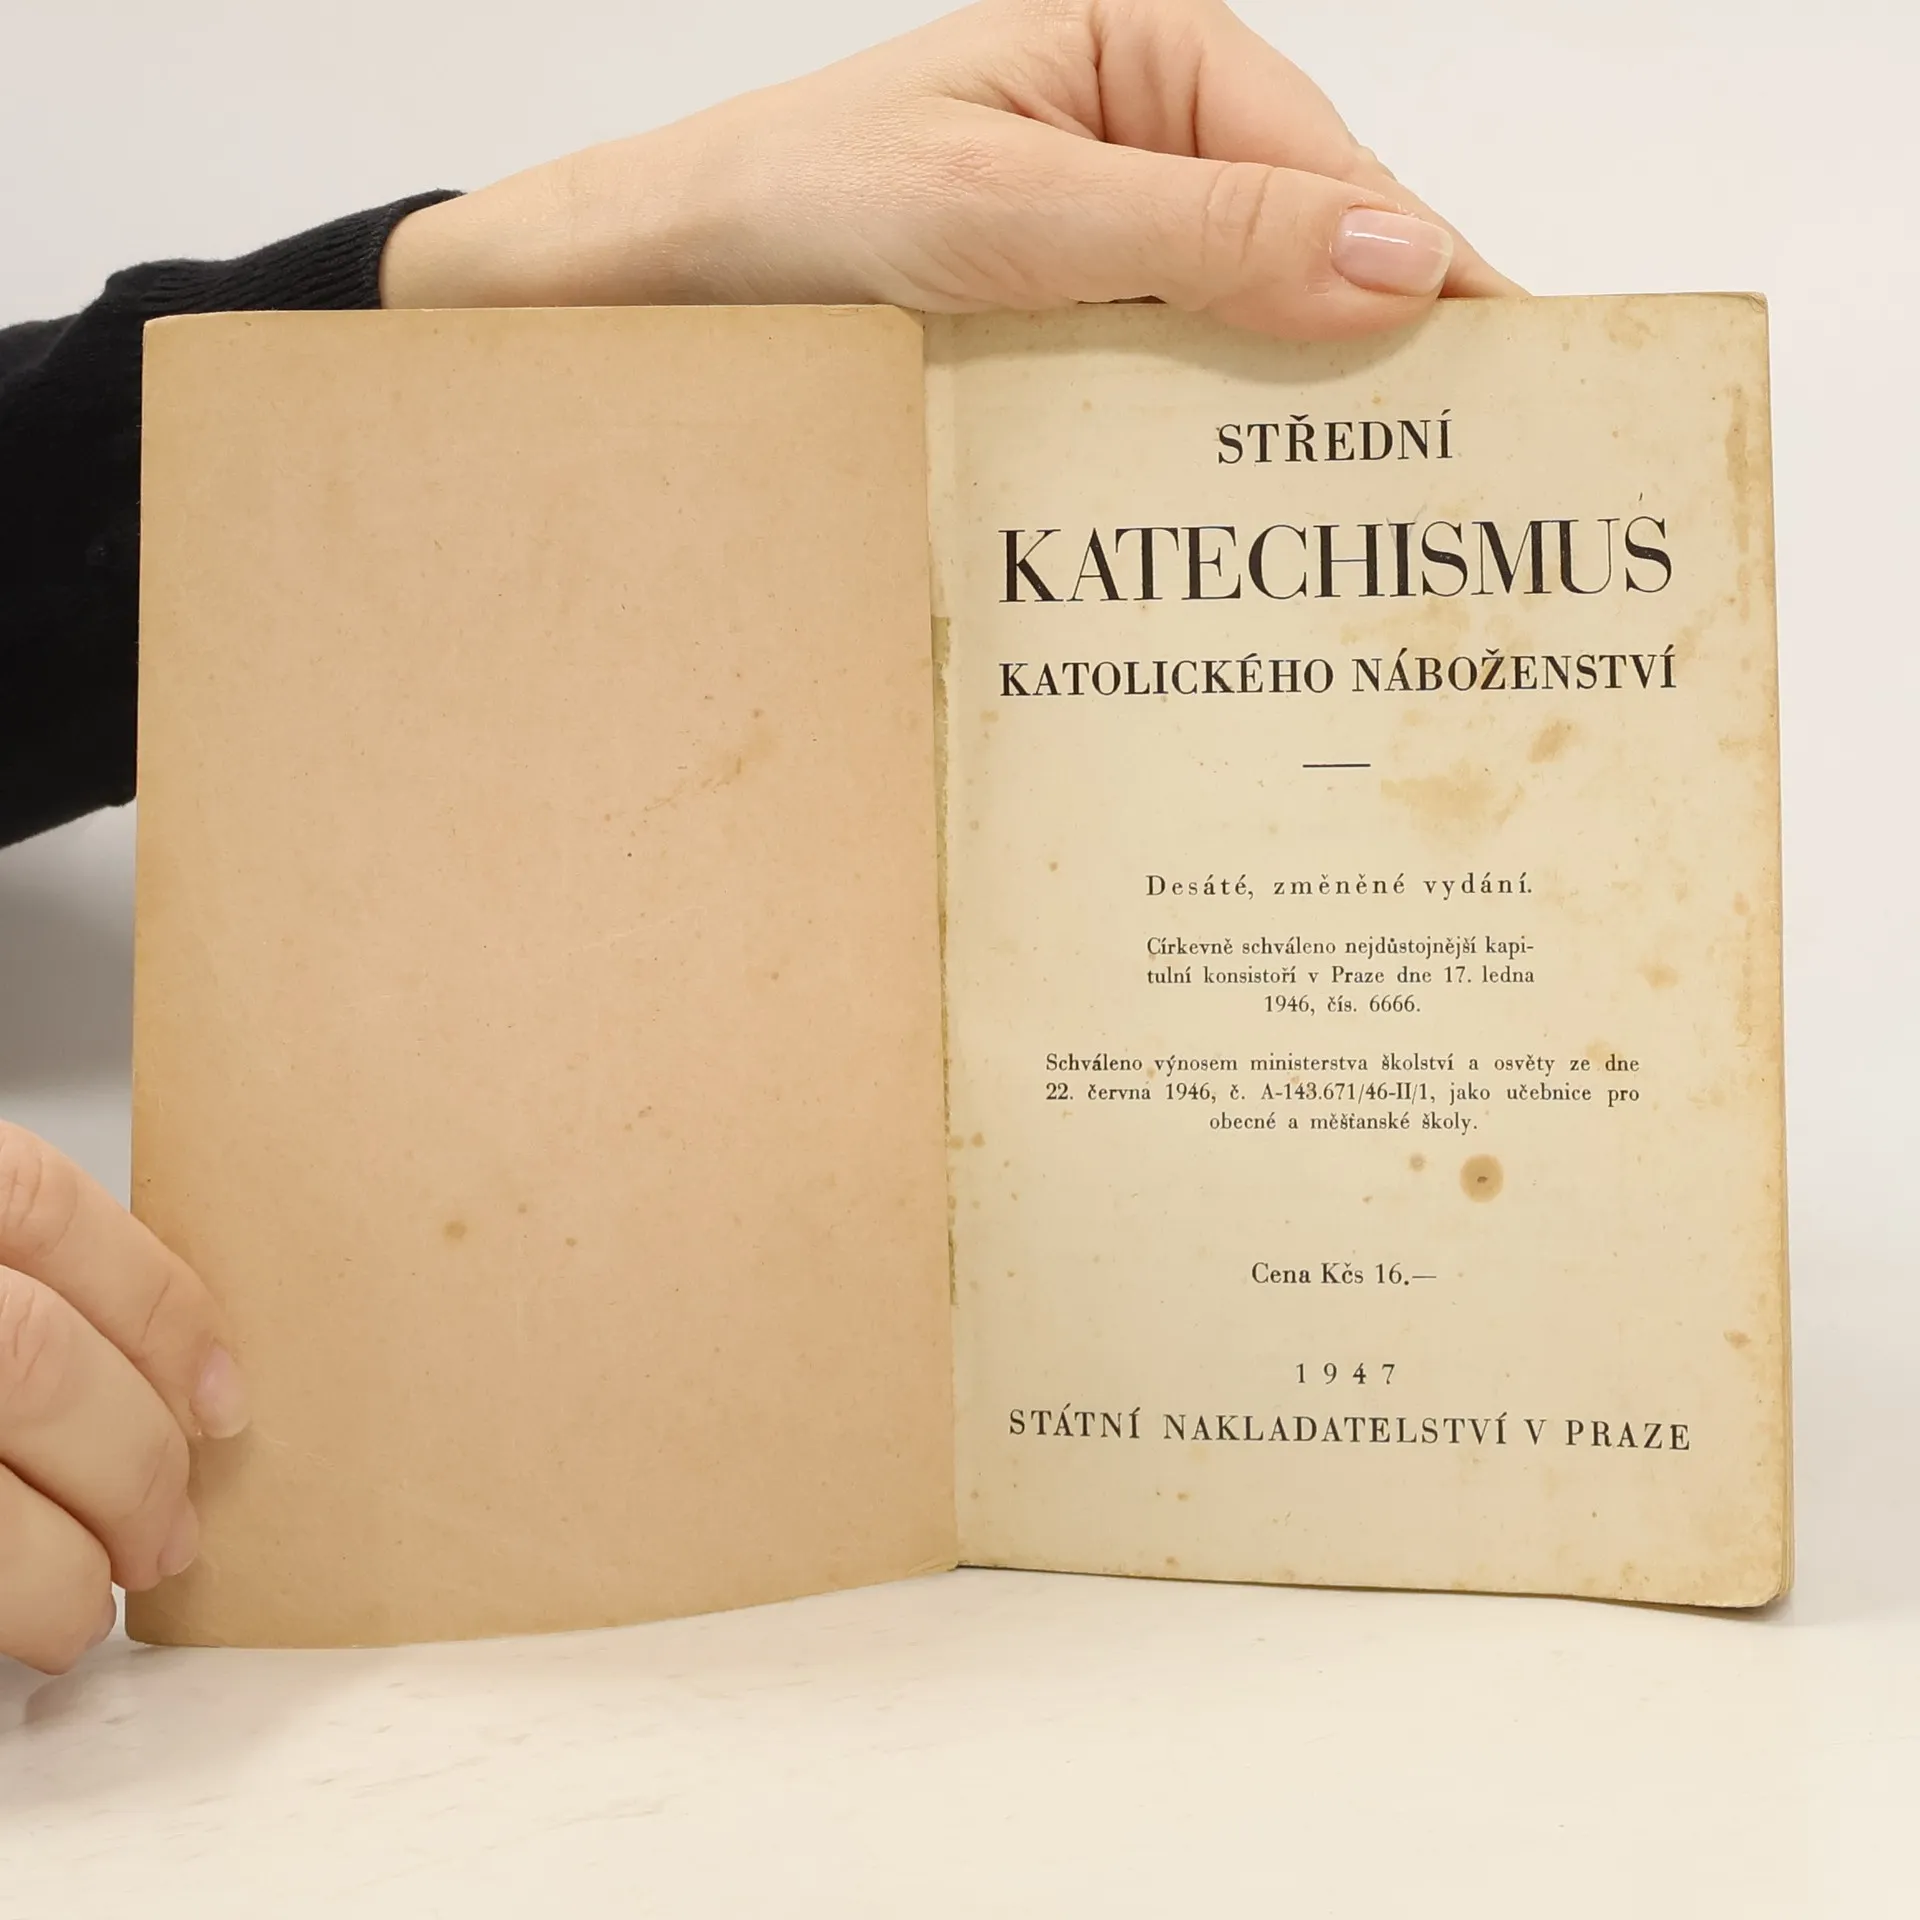 STŘEDNÍ
KATECHISMUS
KATOLICKÉHO NÁBOŽENSTVÍ
Desáté, změněné vydání.
Církevně schváleno nejdůstojnější kapi-
tulní konsistoří v Praze dne 17. ledna
1946, čís. 6666.
Schváleno výnosem ministerstva školství a osvěty ze dne
22. června 1946, č. A-143.671/46-II/1, jako učebnice pro
obecné a měšťanské školy.
Cena Kčs 16.—
1947
STÁTNÍ NAKLADATELSTVÍ V PRAZE